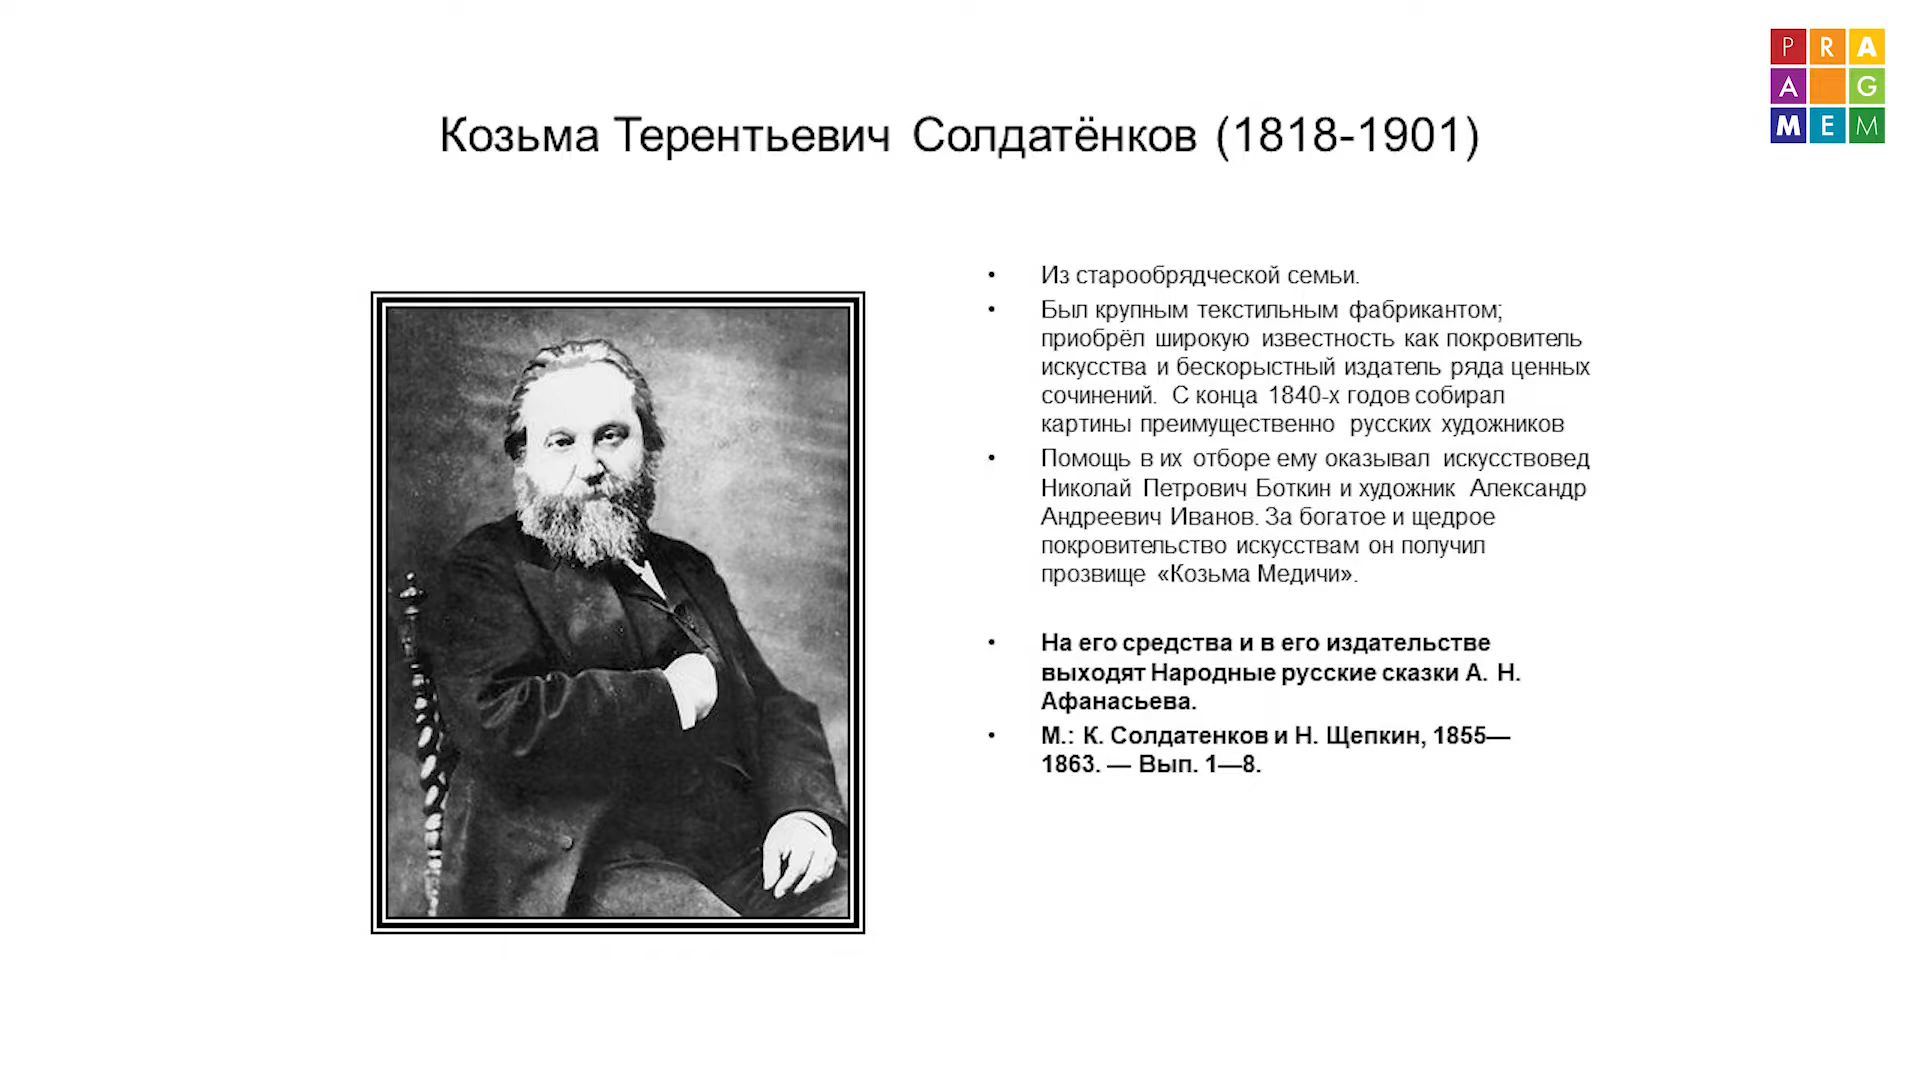 PRA
Козьма Терентьевич Солдатёнков (1818-1901)
A G
MEM
• Из старообрядческой семьи.
• Был крупным текстильным фабрикантом;
приобрёл широкую известность как покровитель
искусства и бескорыстный издатель ряда ценных
сочинений. С конца 1840-х годов собирал
картины преимущественно русских художников
• Помощь в их отборе ему оказывал искусствовед
Николай Петрович Боткин и художник Александр
Андреевич Иванов. За богатое и щедрое
покровительство искусствам он получил
прозвище «Козьма Медичи».
• На его средства и в его издательстве
выходят Народные русские сказки А. Н.
Афанасьева.
• М.: К. Солдатенков и Н. Щепкин, 1855—
1863. — Вып. 1—8.